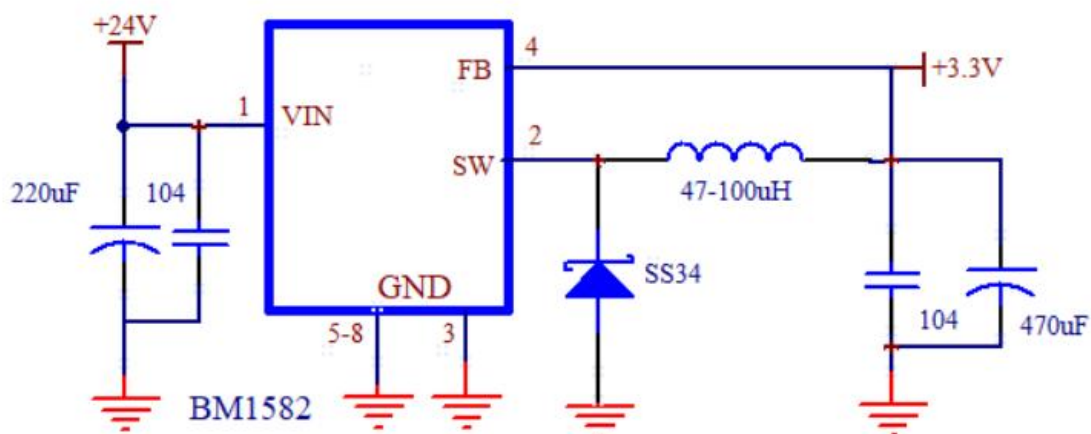 +24V
4
FB
+3.3V
1
VIN
2
SW
220uF
104
47-100uH
SS34
GND
5-8
3
104
470uF
BM1582